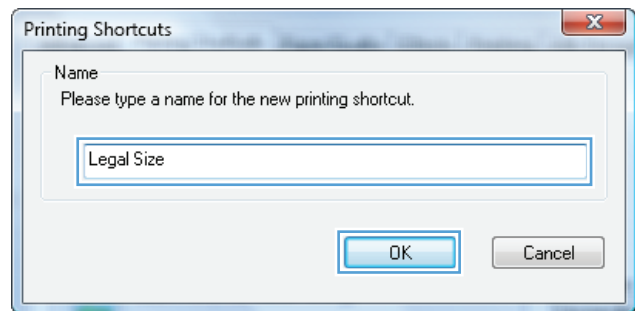 Printing Shortcuts
Name
Please type a name for the new printing shortcut.
Legal Size
OK
Cancel